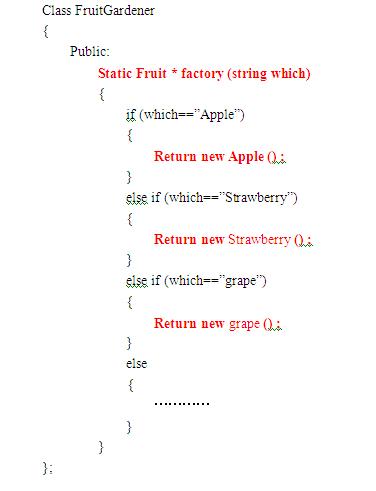 Class FruitGardener
{
Public:
Static Fruit * factory (string which)
{
if (which==”Apple”)
{
Return new Apple () ;
}
else if (which==”Strawberry”)
{
Return new Strawberry () ;
}
else if (which==”grape”)
{
Return new grape () ;
}
else
{
…………
}
}
};